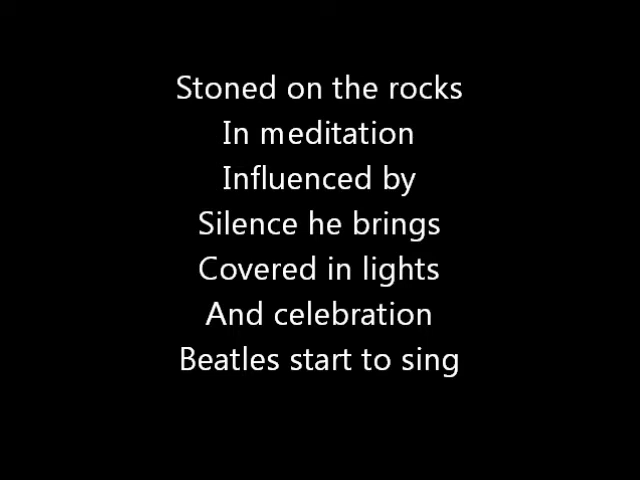 Stoned on the rocks
In meditation
Influenced by
Silence he brings
Covered in lights
And celebration
Beatles start to sing